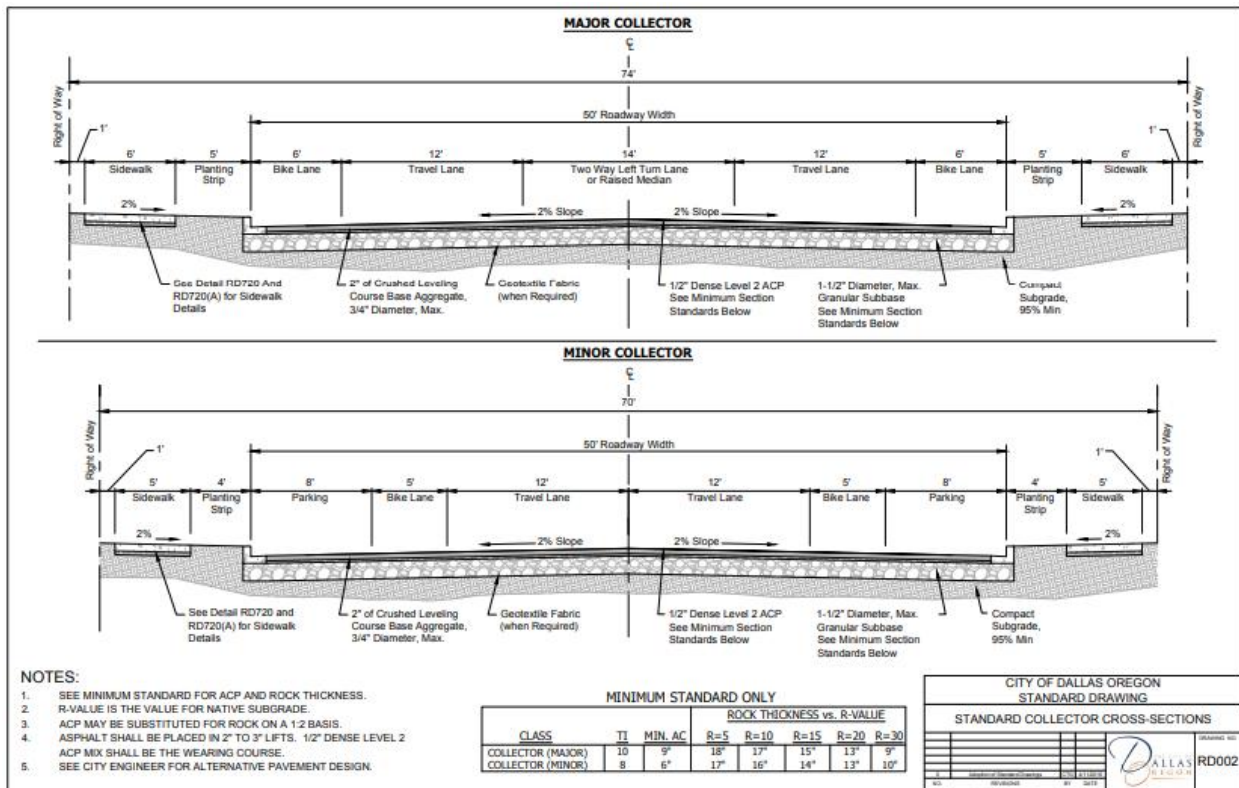 MAJOR COLLECTOR
℄
74'
Right of Way
Right of Way
50' Roadway Width
1'
1'
6' 5' 6' 12' 14' 12' 6' 5' 6'
Sidewalk Planting Strip Bike Lane Travel Lane Two Way Left Turn Lane or Raised Median Travel Lane Bike Lane Planting Strip Sidewalk
2% 2% Slope 2% Slope 2%
See Detail RD720 And
RD720(A) for Sidewalk
Details
2" of Crushed Leveling
Course Base Aggregate,
3/4" Diameter, Max.
Geotextile Fabric
(when Required)
1/2" Dense Level 2 ACP
See Minimum Section
Standards Below
1-1/2" Diameter, Max.
Granular Subbase
See Minimum Section
Standards Below
Compact
Subgrade,
95% Min
MINOR COLLECTOR
℄
70'
Right of Way
Right of Way
50' Roadway Width
1'
1'
5' 4' 8' 5' 12' 12' 5' 8' 4' 5'
Sidewalk Planting Strip Parking Bike Lane Travel Lane Travel Lane Bike Lane Parking Planting Strip Sidewalk
2% 2% Slope 2% Slope 2%
See Detail RD720 and
RD720(A) for Sidewalk
Details
2" of Crushed Leveling
Course Base Aggregate,
3/4" Diameter, Max.
Geotextile Fabric
(when Required)
1/2" Dense Level 2 ACP
See Minimum Section
Standards Below
1-1/2" Diameter, Max.
Granular Subbase
See Minimum Section
Standards Below
Compact
Subgrade,
95% Min
NOTES:
1. SEE MINIMUM STANDARD FOR ACP AND ROCK THICKNESS.
2. R-VALUE IS THE VALUE FOR NATIVE SUBGRADE.
3. ACP MAY BE SUBSTITUTED FOR ROCK ON A 1:2 BASIS.
4. ASPHALT SHALL BE PLACED IN 2" TO 3" LIFTS. 1/2" DENSE LEVEL 2
ACP MIX SHALL BE THE WEARING COURSE.
5. SEE CITY ENGINEER FOR ALTERNATIVE PAVEMENT DESIGN.
MINIMUM STANDARD ONLY
ROCK THICKNESS vs. R-VALUE
CLASS TI MIN. AC R=5 R=10 R=15 R=20 R=30
COLLECTOR (MAJOR) 10 9" 18" 17" 15" 13" 9"
COLLECTOR (MINOR) 8 6" 17" 16" 14" 13" 10"
CITY OF DALLAS OREGON
STANDARD DRAWING
STANDARD COLLECTOR CROSS-SECTIONS
Adoption of Standard Drawings
NO. REVISIONS BY DATE
DALLAS
OREGON
DRAWING NO.
RD002